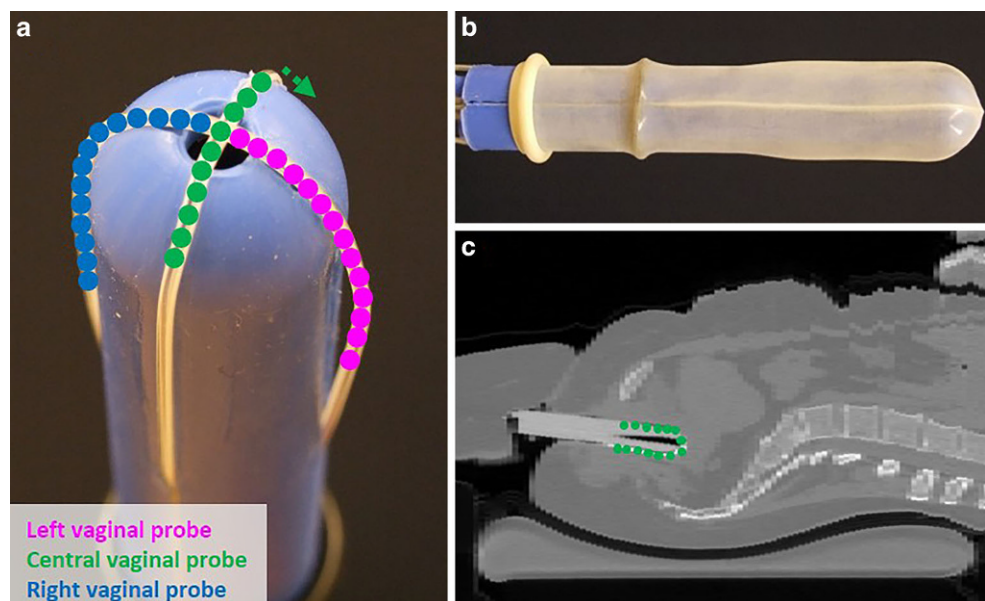 a
b
c
Left vaginal probe
Central vaginal probe
Right vaginal probe